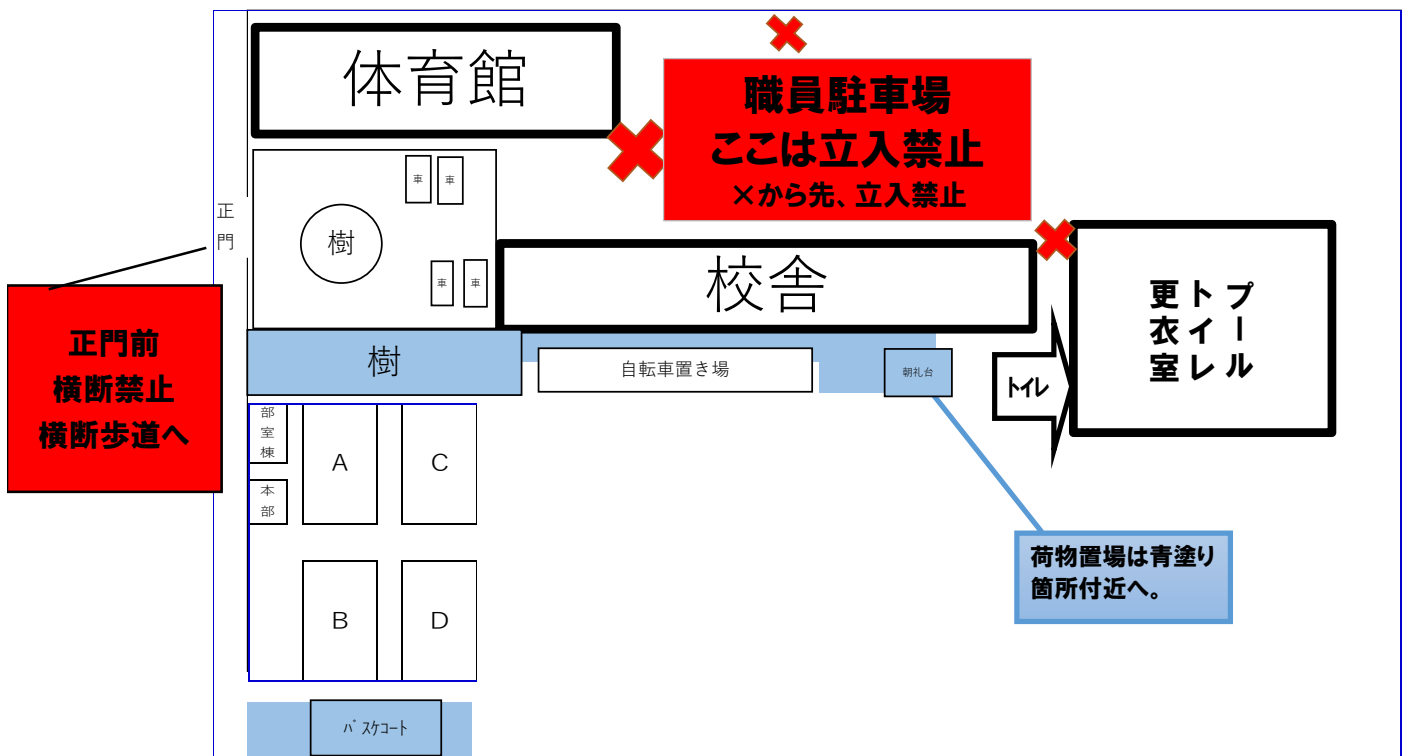 体育館
職員駐車場
ここは立入禁止
×から先、立入禁止
車
車
正門
樹
車
車
校舎
プール
トイレ
更衣室
正門前
横断禁止
横断歩道へ
樹
自転車置き場
朝礼台
トイレ
部室棟
本部
A
C
荷物置場は青塗り
箇所付近へ。
B
D
バスケコート